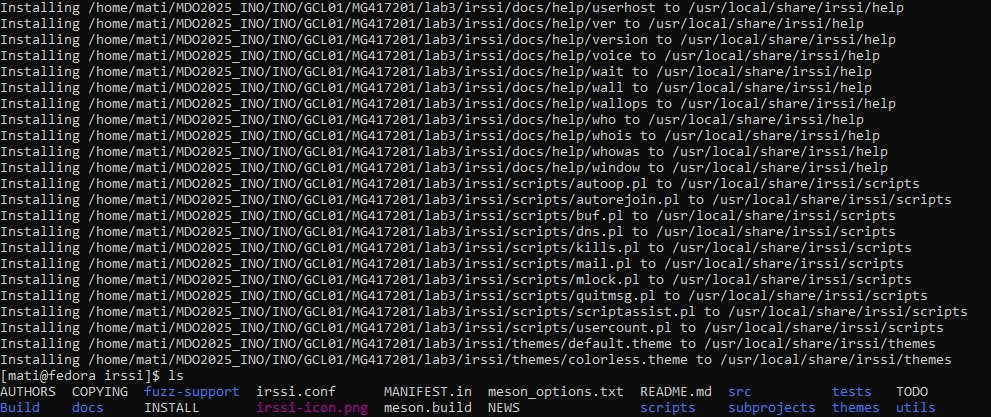 Installing /home/mati/MDO2025_INO/INO/GCL01/MG417201/lab3/irssi/docs/help/userhost to /usr/local/share/irssi/help
Installing /home/mati/MDO2025_INO/INO/GCL01/MG417201/lab3/irssi/docs/help/ver to /usr/local/share/irssi/help
Installing /home/mati/MDO2025_INO/INO/GCL01/MG417201/lab3/irssi/docs/help/version to /usr/local/share/irssi/help
Installing /home/mati/MDO2025_INO/INO/GCL01/MG417201/lab3/irssi/docs/help/voice to /usr/local/share/irssi/help
Installing /home/mati/MDO2025_INO/INO/GCL01/MG417201/lab3/irssi/docs/help/wait to /usr/local/share/irssi/help
Installing /home/mati/MDO2025_INO/INO/GCL01/MG417201/lab3/irssi/docs/help/wall to /usr/local/share/irssi/help
Installing /home/mati/MDO2025_INO/INO/GCL01/MG417201/lab3/irssi/docs/help/wallops to /usr/local/share/irssi/help
Installing /home/mati/MDO2025_INO/INO/GCL01/MG417201/lab3/irssi/docs/help/who to /usr/local/share/irssi/help
Installing /home/mati/MDO2025_INO/INO/GCL01/MG417201/lab3/irssi/docs/help/whois to /usr/local/share/irssi/help
Installing /home/mati/MDO2025_INO/INO/GCL01/MG417201/lab3/irssi/docs/help/whowas to /usr/local/share/irssi/help
Installing /home/mati/MDO2025_INO/INO/GCL01/MG417201/lab3/irssi/docs/help/window to /usr/local/share/irssi/help
Installing /home/mati/MDO2025_INO/INO/GCL01/MG417201/lab3/irssi/scripts/autoop.pl to /usr/local/share/irssi/scripts
Installing /home/mati/MDO2025_INO/INO/GCL01/MG417201/lab3/irssi/scripts/autorejoin.pl to /usr/local/share/irssi/scripts
Installing /home/mati/MDO2025_INO/INO/GCL01/MG417201/lab3/irssi/scripts/buf.pl to /usr/local/share/irssi/scripts
Installing /home/mati/MDO2025_INO/INO/GCL01/MG417201/lab3/irssi/scripts/dns.pl to /usr/local/share/irssi/scripts
Installing /home/mati/MDO2025_INO/INO/GCL01/MG417201/lab3/irssi/scripts/kills.pl to /usr/local/share/irssi/scripts
Installing /home/mati/MDO2025_INO/INO/GCL01/MG417201/lab3/irssi/scripts/mail.pl to /usr/local/share/irssi/scripts
Installing /home/mati/MDO2025_INO/INO/GCL01/MG417201/lab3/irssi/scripts/mlock.pl to /usr/local/share/irssi/scripts
Installing /home/mati/MDO2025_INO/INO/GCL01/MG417201/lab3/irssi/scripts/quitmsg.pl to /usr/local/share/irssi/scripts
Installing /home/mati/MDO2025_INO/INO/GCL01/MG417201/lab3/irssi/scripts/scriptassist.pl to /usr/local/share/irssi/scripts
Installing /home/mati/MDO2025_INO/INO/GCL01/MG417201/lab3/irssi/scripts/usercount.pl to /usr/local/share/irssi/scripts
Installing /home/mati/MDO2025_INO/INO/GCL01/MG417201/lab3/irssi/themes/default.theme to /usr/local/share/irssi/themes
Installing /home/mati/MDO2025_INO/INO/GCL01/MG417201/lab3/irssi/themes/colorless.theme to /usr/local/share/irssi/themes
[mati@fedora irssi]$ ls
AUTHORS COPYING fuzz-support irssi.conf MANIFEST.in meson_options.txt README.md src tests TODO
Build docs INSTALL irssi-icon.png meson.build NEWS scripts subprojects themes utils